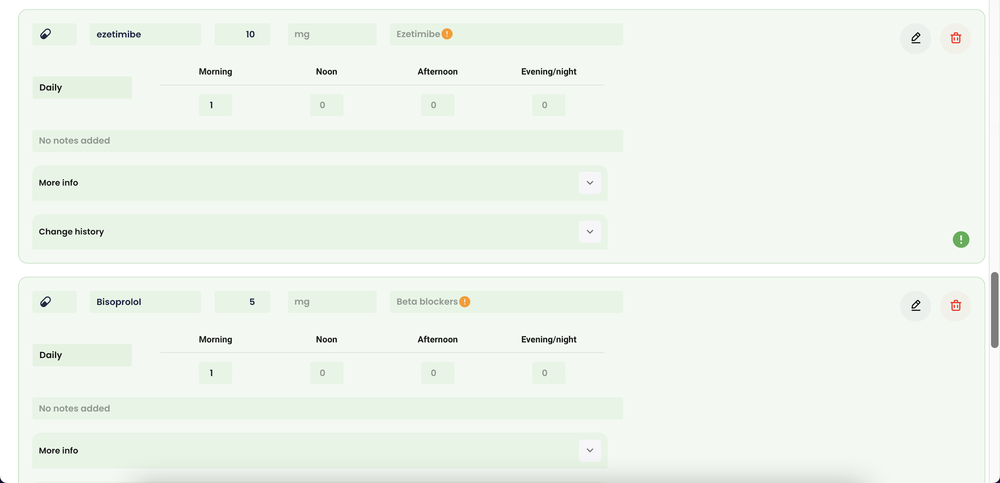 ezetimibe 10 mg Ezetimibe !
Morning Noon Afternoon Evening/night
Daily
1 0 0 0
No notes added
More info
Change history
!
Bisoprolol 5 mg Beta blockers !
Morning Noon Afternoon Evening/night
Daily
1 0 0 0
No notes added
More info